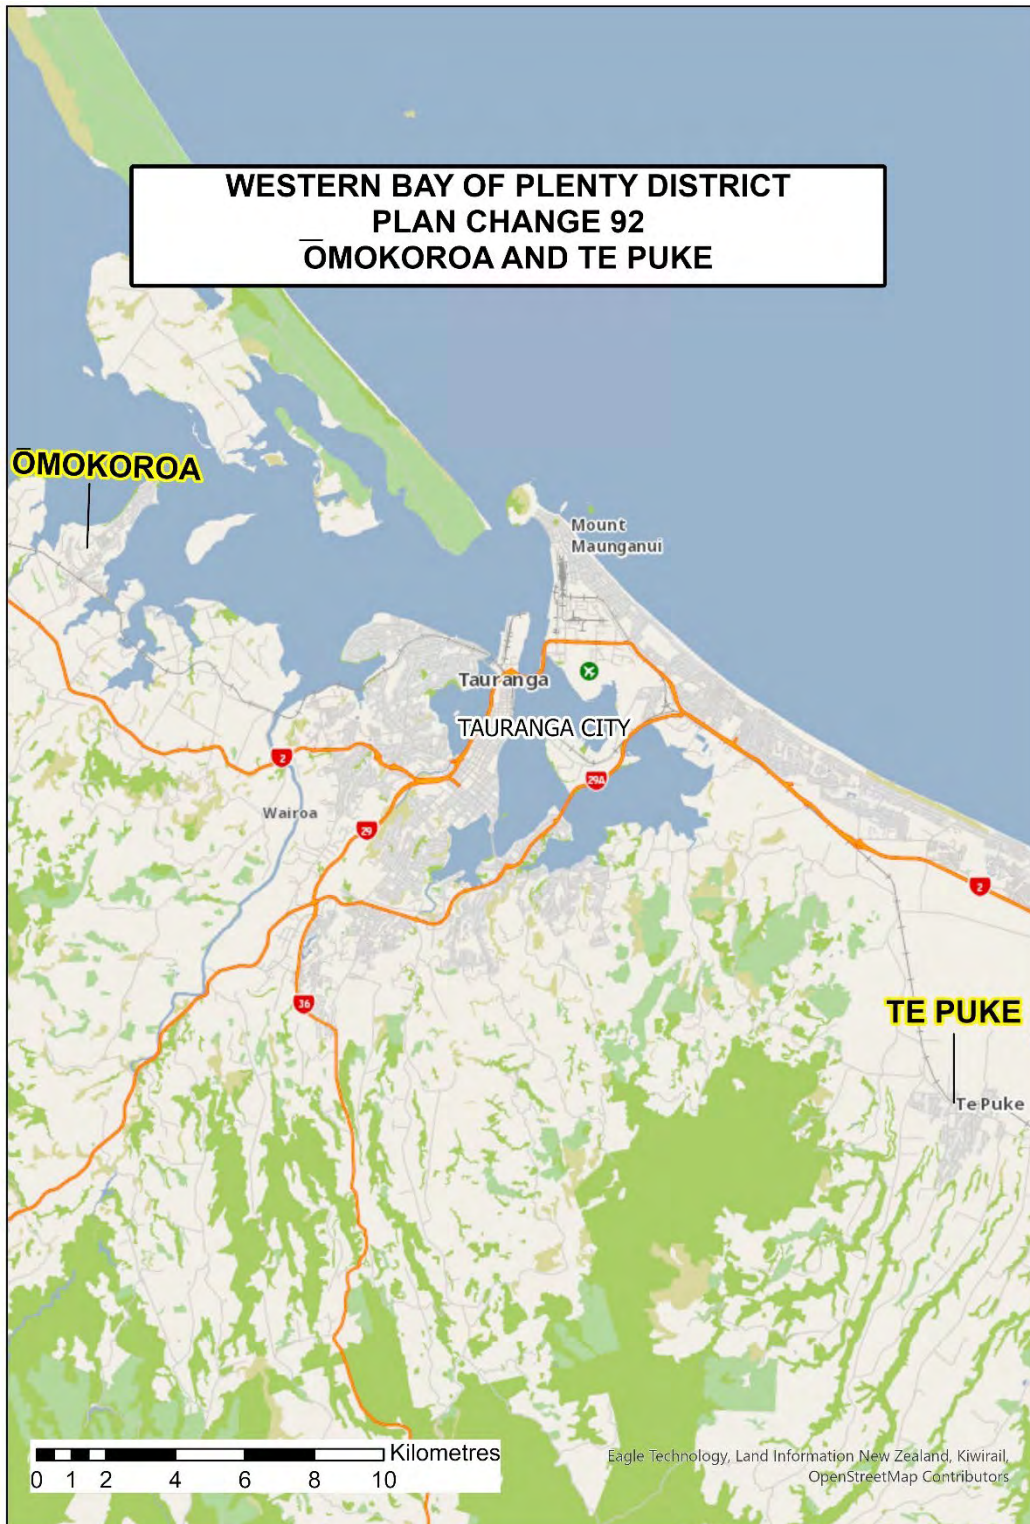 WESTERN BAY OF PLENTY DISTRICT
PLAN CHANGE 92
ŌMOKOROA AND TE PUKE
ŌMOKOROA
Mount
Maunganui
Tauranga
TAURANGA CITY
2
29A
Wairoa
29
2
36
TE PUKE
Te Puke
Kilometres
0 1 2 4 6 8 10
Eagle Technology, Land Information New Zealand, Kiwirail,
OpenStreetMap Contributors